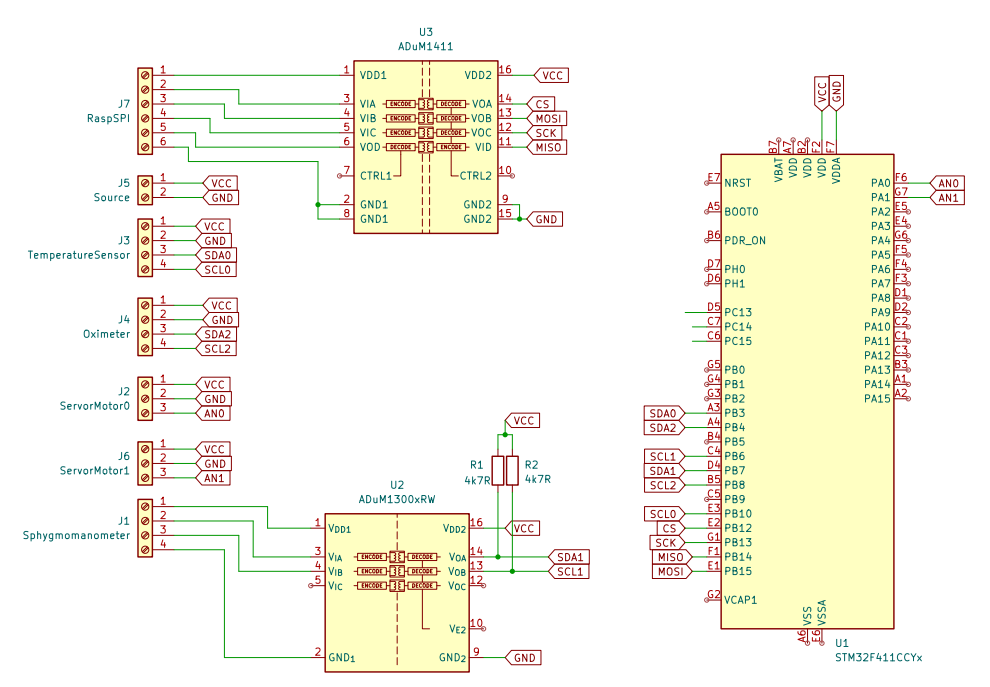 U3
ADuM1411
J7
RaspSPI
1
2
3
4
5
6
1 VDD1
3 VIA
4 VIB
5 VIC
6 VOD
7 CTRL1
2 GND1
8 GND1
ENCODE DECODE
ENCODE DECODE
ENCODE DECODE
DECODE ENCODE
VDD2 16 VCC
VOA 14 CS
VOB 13 MOSI
VOC 12 SCK
VID 11 MISO
CTRL2 10
GND2 9
GND2 15 GND
J5
Source
1 VCC
2 GND
J3
TemperatureSensor
1 VCC
2 GND
3 SDA0
4 SCL0
J4
Oximeter
1 VCC
2 GND
3 SDA2
4 SCL2
J2
ServorMotor0
1 VCC
2 GND
3 AN0
J6
ServorMotor1
1 VCC
2 GND
3 AN1
J1
Sphygmomanometer
1
2
3
4
U2
ADuM1300xRW
1 VDD1
3 VIA
4 VIB
5 VIC
2 GND1
ENCODE DECODE
ENCODE DECODE
ENCODE DECODE
VDD2 16 VCC
VOA 14 SDA1
VOB 13 SCL1
VOC 12
VE2 10
GND2 9 GND
VCC
R1
4k7R
R2
4k7R
VCC
GND
B7 VBAT
A7 VDD
B2 VDD
F2 VDD
F7 VDDA
E7 NRST
A5 BOOT0
B6 PDR_ON
D7 PH0
D6 PH1
D5 PC13
C7 PC14
C6 PC15
G5 PB0
G4 PB1
G3 PB2
SDA0 A3 PB3
SDA2 A4 PB4
B4 PB5
SCL1 C4 PB6
SDA1 D4 PB7
SCL2 B5 PB8
C5 PB9
SCL0 E3 PB10
CS E2 PB12
SCK G1 PB13
MISO F1 PB14
MOSI E1 PB15
G2 VCAP1
PA0 F6 AN0
PA1 G7 AN1
PA2 E5
PA3 E4
PA4 G6
PA5 F5
PA6 F4
PA7 F3
PA8 D1
PA9 D2
PA10 C2
PA11 C1
PA12 C3
PA13 B3
PA14 A1
PA15 A2
VSS A6
VSSA E6
U1
STM32F411CCYx